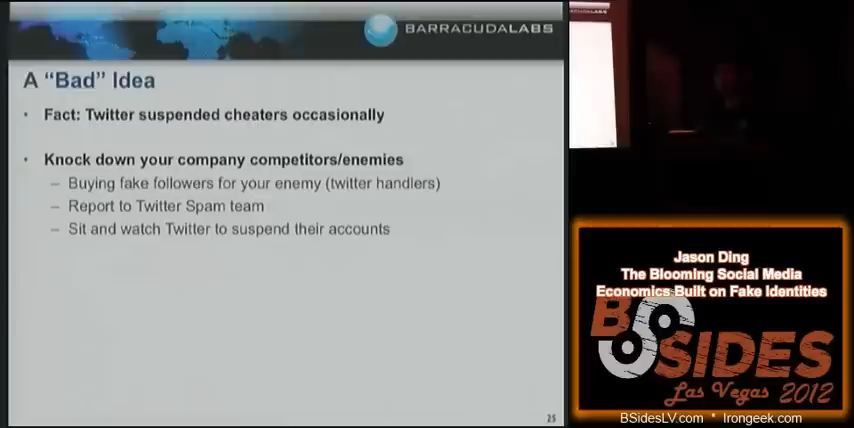 BARRACUDALABS
A “Bad” Idea
• Fact: Twitter suspended cheaters occasionally
• Knock down your company competitors/enemies
– Buying fake followers for your enemy (twitter handlers)
– Report to Twitter Spam team
– Sit and watch Twitter to suspend their accounts
25
Jason Ding
The Blooming Social Media
Economics Built on Fake Identities
BSIDES
Las Vegas 2012
BSidesLV.com * Irongeek.com